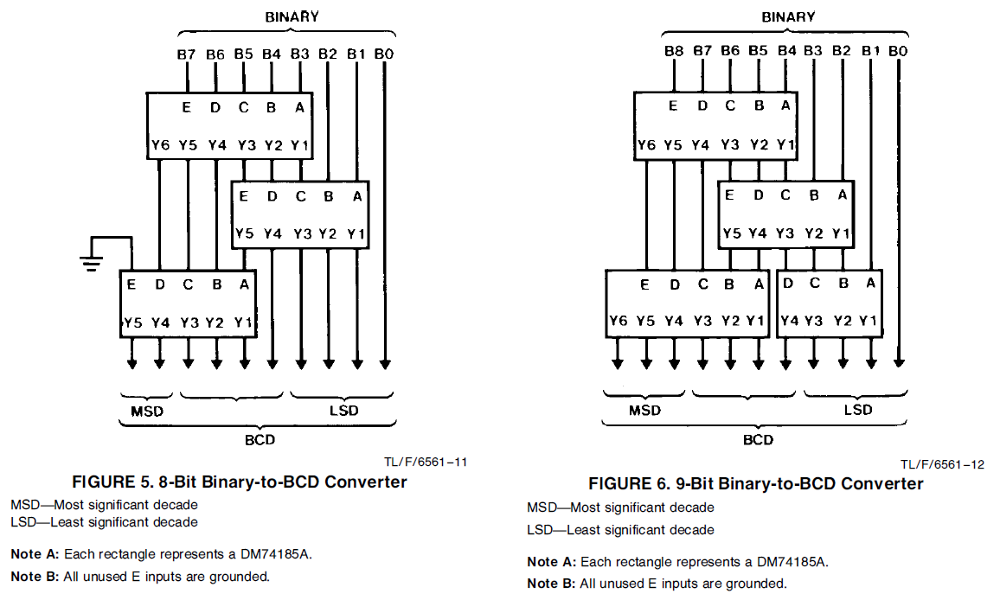 BINARY
B7 B6 B5 B4 B3 B2 B1 B0
E D C B A
Y6 Y5 Y4 Y3 Y2 Y1
E D C B A
Y5 Y4 Y3 Y2 Y1
E D C B A
Y5 Y4 Y3 Y2 Y1
MSD LSD
BCD
TL/F/6561–11
FIGURE 5. 8-Bit Binary-to-BCD Converter
MSD—Most significant decade
LSD—Least significant decade
Note A: Each rectangle represents a DM74185A.
Note B: All unused E inputs are grounded.
BINARY
B8 B7 B6 B5 B4 B3 B2 B1 B0
E D C B A
Y6 Y5 Y4 Y3 Y2 Y1
E D C B A
Y5 Y4 Y3 Y2 Y1
E D C B A D C B A
Y6 Y5 Y4 Y3 Y2 Y1 Y4 Y3 Y2 Y1
MSD LSD
BCD
TL/F/6561–12
FIGURE 6. 9-Bit Binary-to-BCD Converter
MSD—Most significant decade
LSD—Least significant decade
Note A: Each rectangle represents a DM74185A.
Note B: All unused E inputs are grounded.